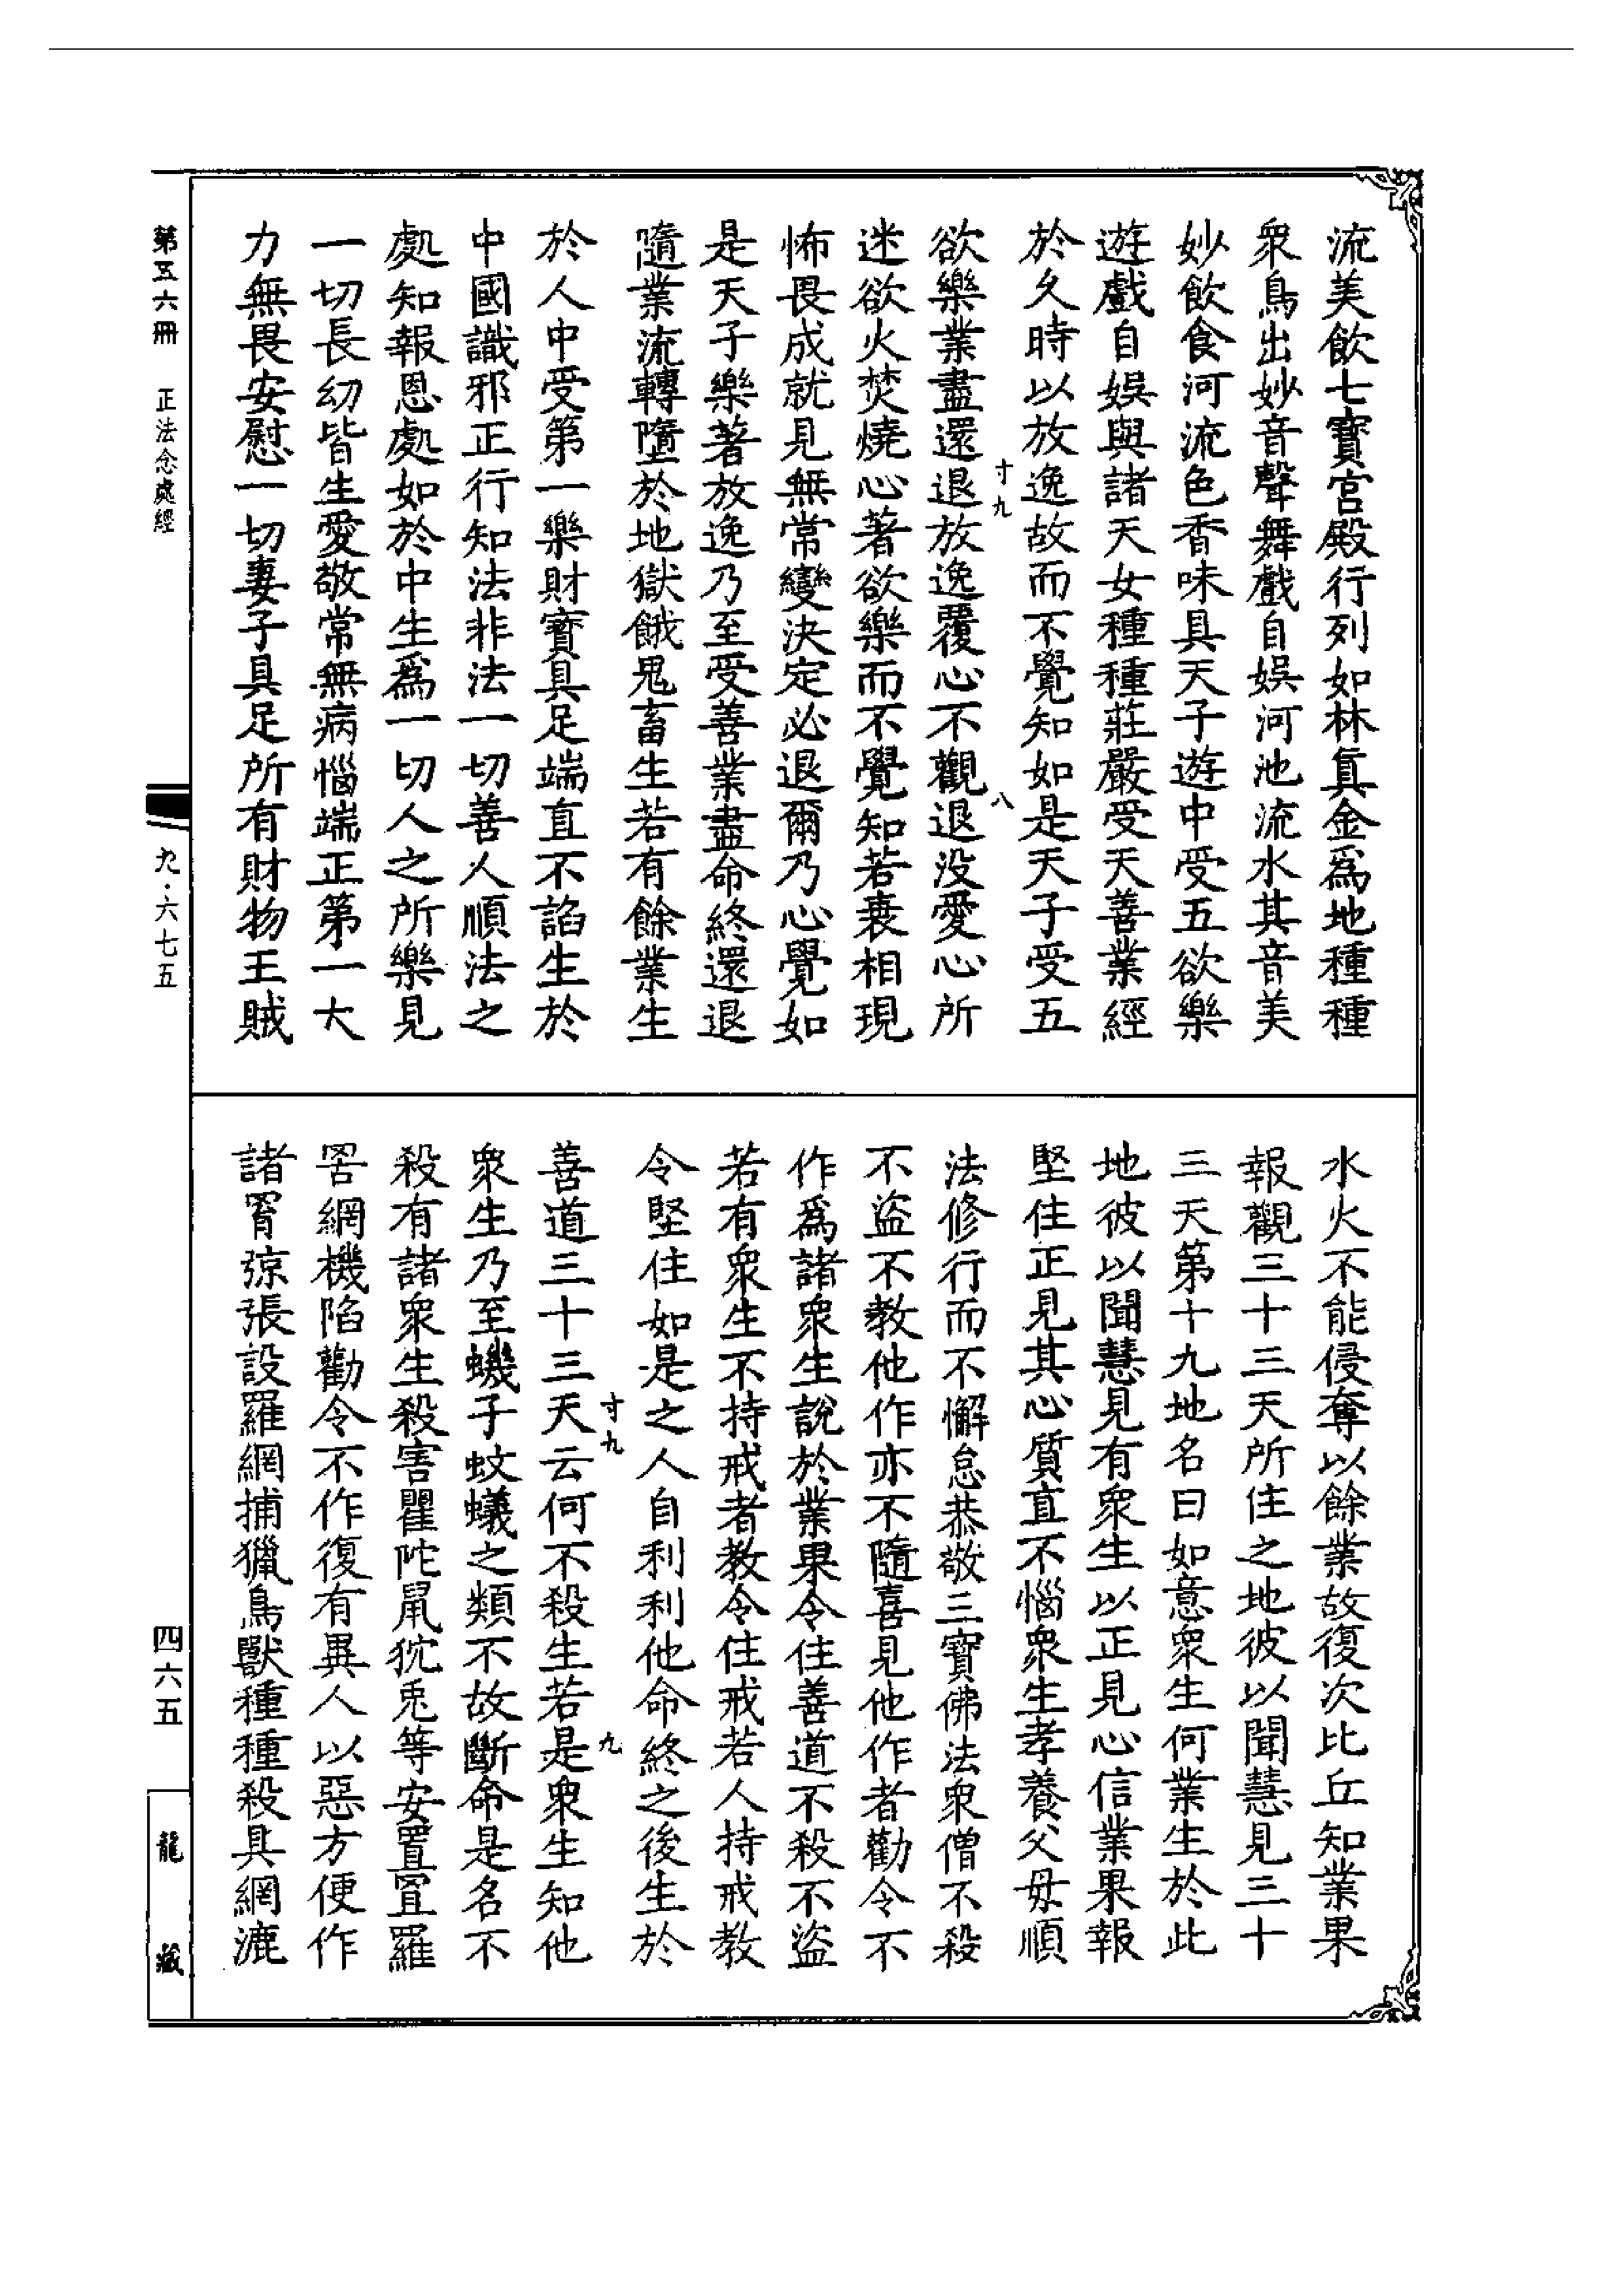 流美飲七寶宮殿行列如林真金為地種種
衆鳥出妙音聲舞戲自娛河池流水其音美
妙飲食河流色香味具天子遊中受五欲樂
遊戲自娛與諸天女種種莊嚴受天善業經
於久時以放逸故而不覺知如是天子受五
寸九
八
欲樂業盡還退放逸覆心不觀退没愛心所
迷欲火焚燒心著欲樂而不覺知若衰相現
怖畏成就見無常變決定必退爾乃心覺如
是天子樂著放逸乃至受善業盡命終還退
隨業流轉墮於地獄餓鬼畜生若有餘業生
於人中受第一樂財寳具足端直不諂生於
中國識邪正行知法非法一切善人順法之
處知報恩處如於中生爲一切人之所樂見
一切長幼皆生愛敬常無病惱端正第一大
力無畏安慰一切妻子具足所有財物王賊
水火不能侵奪以餘業故復次比丘知業果
報觀三十三天所住之地彼以聞慧見三十
三天第十九地名曰如意衆生何業生於此
地彼以聞慧見有衆生以正見心信業果報
堅住正見其心質直不惱衆生孝養父母順
法修行而不懈怠恭敬三寶佛法衆僧不殺
不盜不教他作亦不隨喜見他作者勸令不
作爲諸衆生說於業果令住善道不殺不盜
若有衆生不持戒者教令住戒若人持戒教
令堅住如是之人自利利他命終之後生於
寸九
九
善道三十三天云何不殺生若是衆生知他
衆生乃至蟣子蚊蟻之類不故斷命是名不
殺有諸衆生殺害瞿陀鼠狖兎等安置罝羅
罟網機陷勸令不作復有異人以惡方便作
諸罥弶張設羅網捕獵鳥獸種種殺具網漉
第五六冊
正法念處經
九·六七五
四六五
龍藏